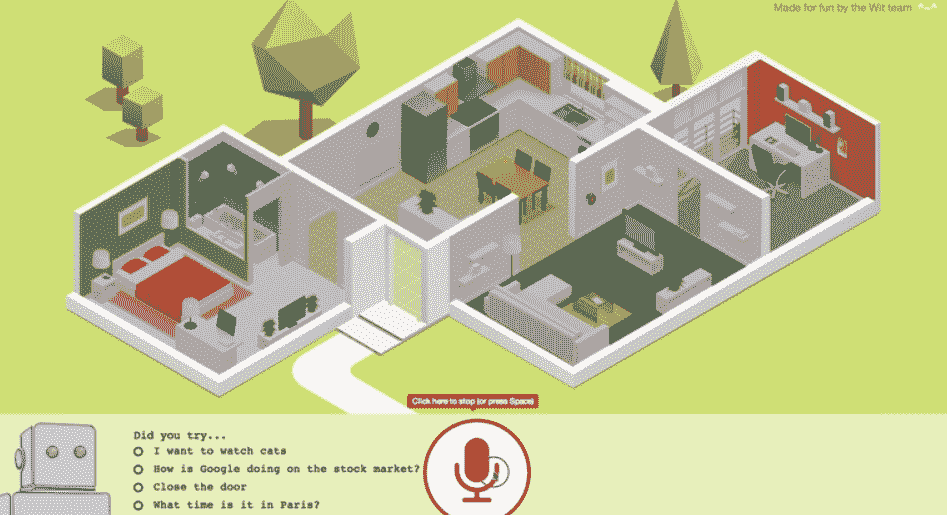 Made for fun by the Wit team
Click here to stop (or press Space)
Did you try...
I want to watch cats
How is Google doing on the stock market?
Close the door
What time is it in Paris?